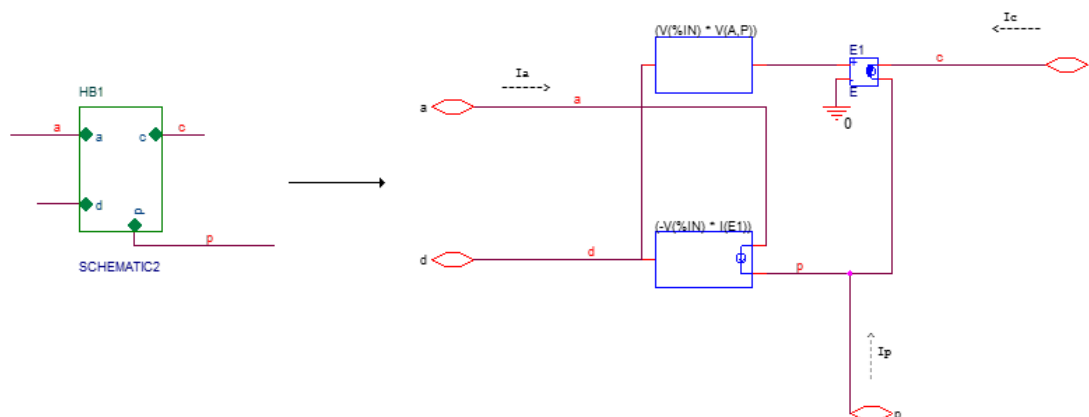 HB1
a
a
c
c
d
p
p
SCHEMATIC2
(V(%IN) * V(A,P))
E1
E
0
Ic
c
Ia
a
a
(-V(%IN) * I(E1))
d
d
p
Ip
p